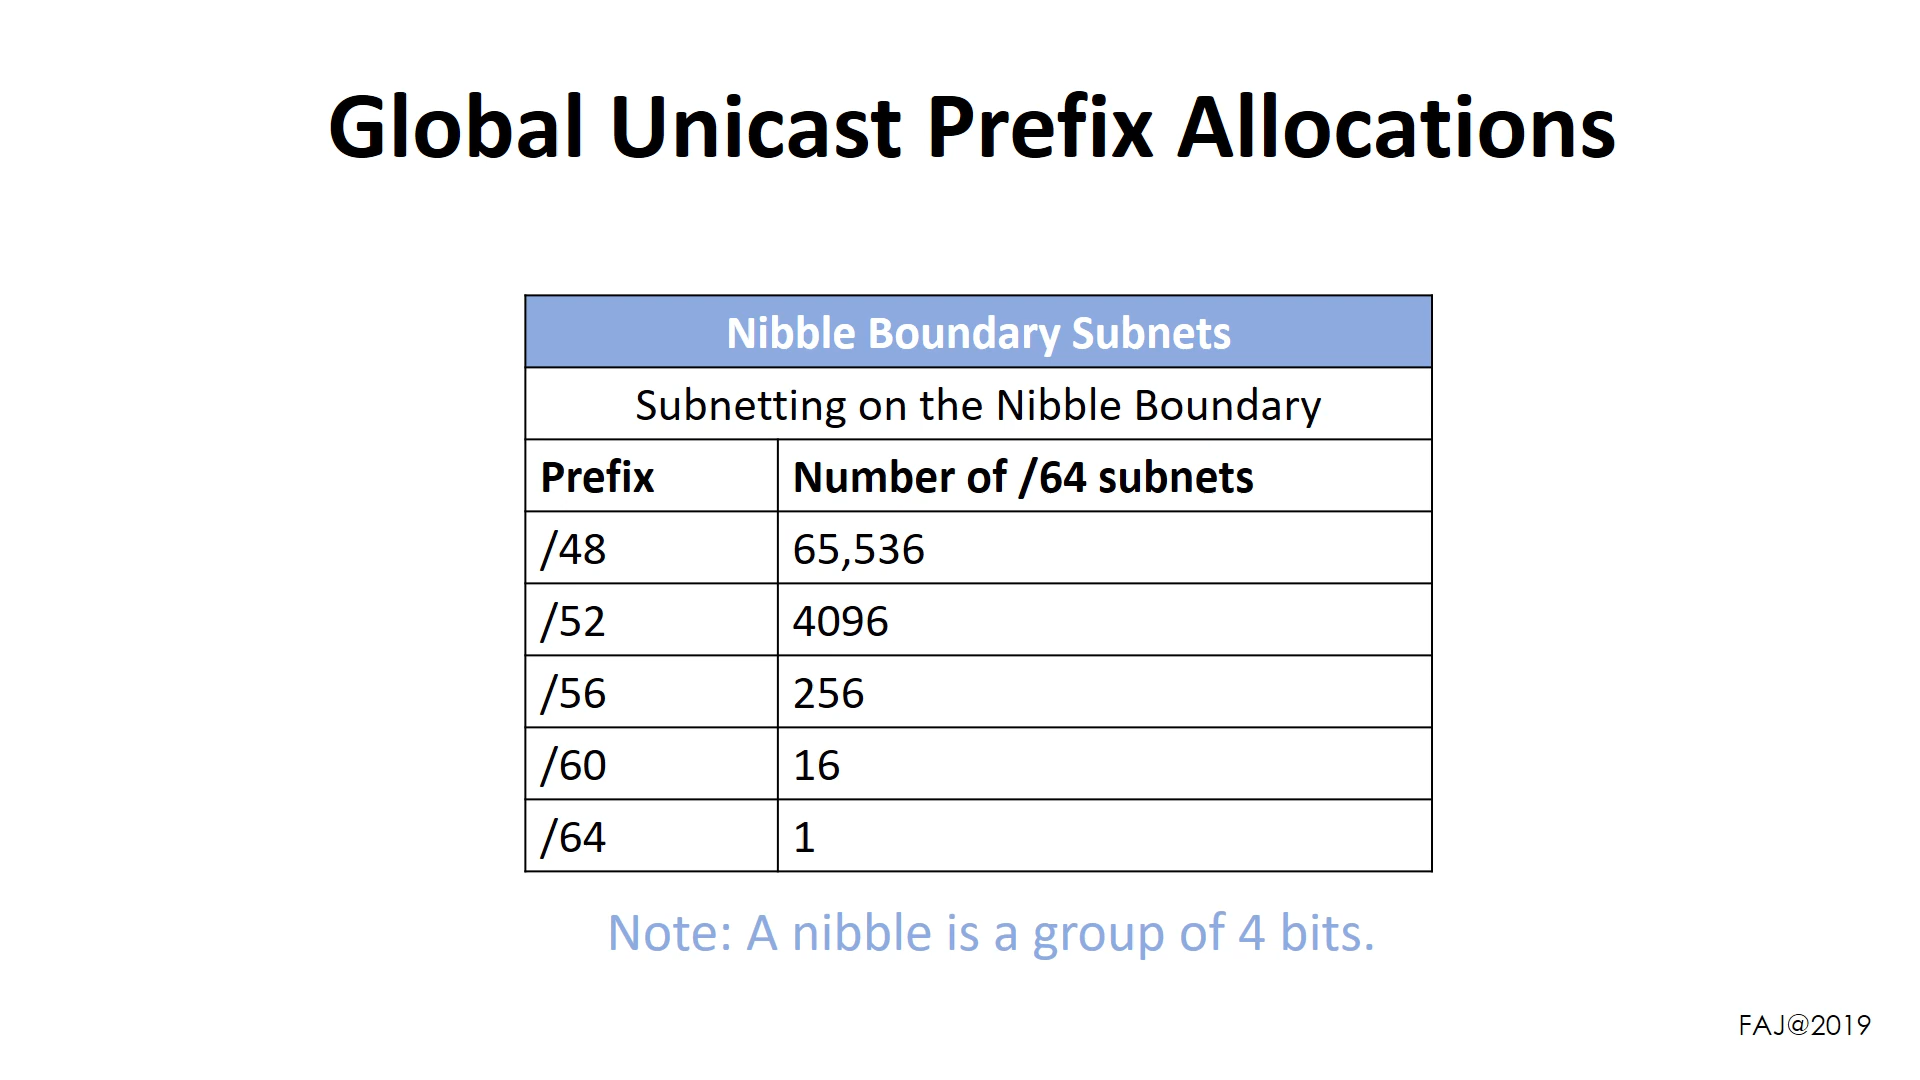 Global Unicast Prefix Allocations
Nibble Boundary Subnets
Subnetting on the Nibble Boundary
Prefix Number of /64 subnets
/48 65,536
/52 4096
/56 256
/60 16
/64 1
Note: A nibble is a group of 4 bits.
FAJ@2019